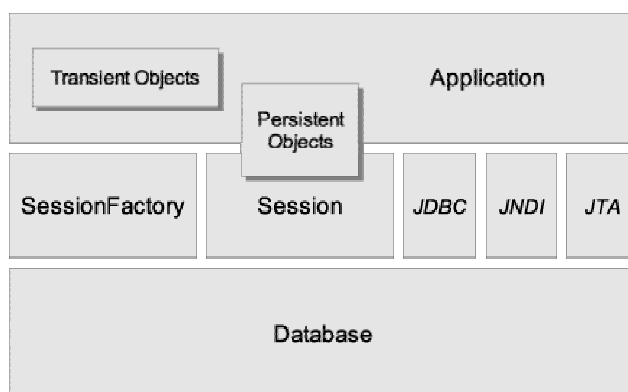 Transient Objects
Application
Persistent
Objects
SessionFactory
Session
JDBC
JNDI
JTA
Database